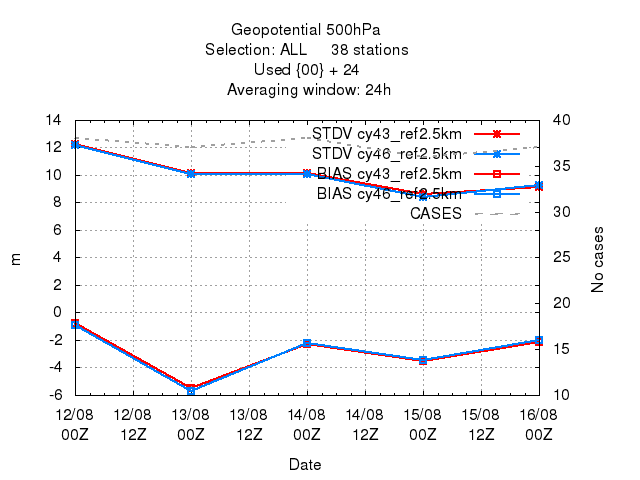 Geopotential 500hPa
Selection: ALL 38 stations
Used {00} + 24
Averaging window: 24h
14 40
STDV cy43_ref2.5km
12
STDV cy46_ref2.5km
35
10
BIAS cy43_ref2.5km
BIAS cy46_ref2.5km
8
30
CASES
6
4 25
2
0 20
-2 15
-4
-6 10
m
No cases
12/08 12/08 13/08 13/08 14/08 14/08 15/08 15/08 16/08
00Z 12Z 00Z 12Z 00Z 12Z 00Z 12Z 00Z
Date